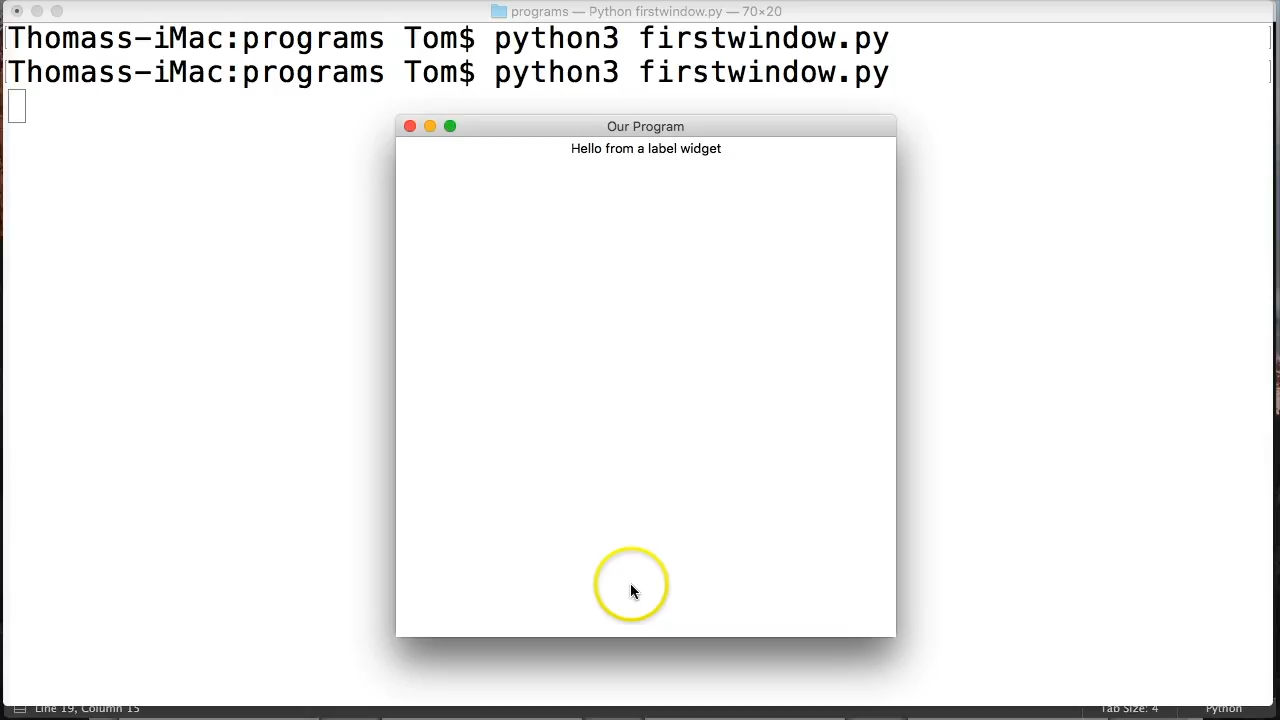 programs — Python firstwindow.py — 70×20
Thomass-iMac:programs Tom$ python3 firstwindow.py
Thomass-iMac:programs Tom$ python3 firstwindow.py
Our Program
Hello from a label widget
Line 19, Column 15
Tab Size: 4
Python